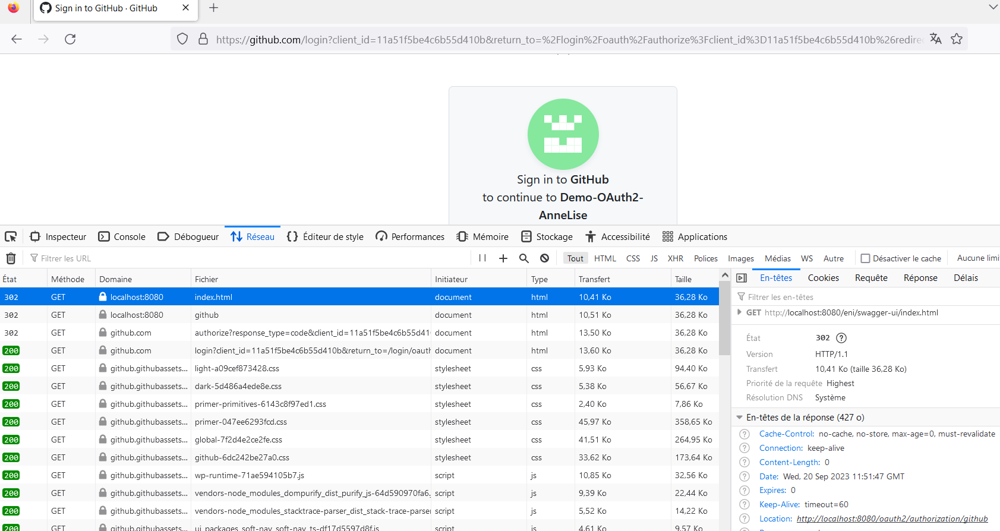 Sign in to GitHub · GitHub
https://github.com/login?client_id=11a51f5be4c6b55d410b&return_to=%2Flogin%2Foauth%2Fauthorize%3Fclient_id%3D11a51f5be4c6b55d410b%26redire
Sign in to GitHub
to continue to Demo-OAuth2-
AnneLise
Inspecteur Console Débogueur Réseau Éditeur de style Performances Mémoire Stockage Accessibilité Applications
Filtrer les URL Tout HTML CSS JS XHR Polices Images Médias WS Autre Désactiver le cache Aucune limi
État Méthode Domaine Fichier Initiateur Type Transfert Taille
302 GET localhost:8080 index.html document html 10,41 Ko 36,28 Ko
302 GET localhost:8080 github document html 10,51 Ko 36,28 Ko
302 GET github.com authorize?response_type=code&client_id=11a51f5be4c6b55d41 document html 13,50 Ko 36,28 Ko
200 GET github.com login?client_id=11a51f5be4c6b55d410b&return_to=/login/oauth document html 13,60 Ko 36,28 Ko
200 GET github.githubassets... light-a09cef873428.css stylesheet css 5,93 Ko 94,40 Ko
200 GET github.githubassets... dark-5d486a4ede8e.css stylesheet css 5,38 Ko 56,67 Ko
200 GET github.githubassets... primer-primitives-6143c8f97ed1.css stylesheet css 2,40 Ko 7,86 Ko
200 GET github.githubassets... primer-047ee6293fcd.css stylesheet css 45,97 Ko 358,65 Ko
200 GET github.githubassets... global-7f2d4e2ce2fe.css stylesheet css 41,51 Ko 264,95 Ko
200 GET github.githubassets... github-6dc242be27a0.css stylesheet css 33,62 Ko 173,64 Ko
200 GET github.githubassets... wp-runtime-71ae594105b7.js script js 10,85 Ko 32,56 Ko
200 GET github.githubassets... vendors-node_modules_dompurify_dist_purify_js-64d590970fa6. script js 9,39 Ko 22,44 Ko
200 GET github.githubassets... vendors-node_modules_stacktrace-parser_dist_stack-trace-parser script js 5,52 Ko 14,22 Ko
200 GET github.githubassets... ui_packages_soft-nav_soft-nav_ts-df17d5597d8f.js script js 4,61 Ko 9,57 Ko
En-têtes Cookies Requête Réponse Délais
Filtrer les en-têtes
GET http://localhost:8080/eni/swagger-ui/index.html
État 302
Version HTTP/1.1
Transfert 10,41 Ko (taille 36,28 Ko)
Priorité de la requête Highest
Résolution DNS Système
En-têtes de la réponse (427 o)
Cache-Control: no-cache, no-store, max-age=0, must-revalidate
Connection: keep-alive
Content-Length: 0
Date: Wed, 20 Sep 2023 11:51:47 GMT
Expires: 0
Keep-Alive: timeout=60
Location: http://localhost:8080/oauth2/authorization/github